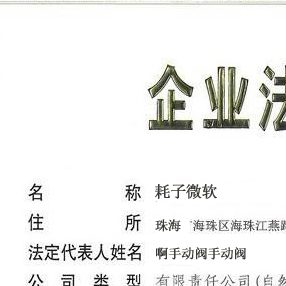 企业法
名 称 耗子微软
住 所 珠海 海珠区海珠江燕路
法定代表人姓名 啊手动阀手动阀
公 司 类 型 有限责任公司(自然